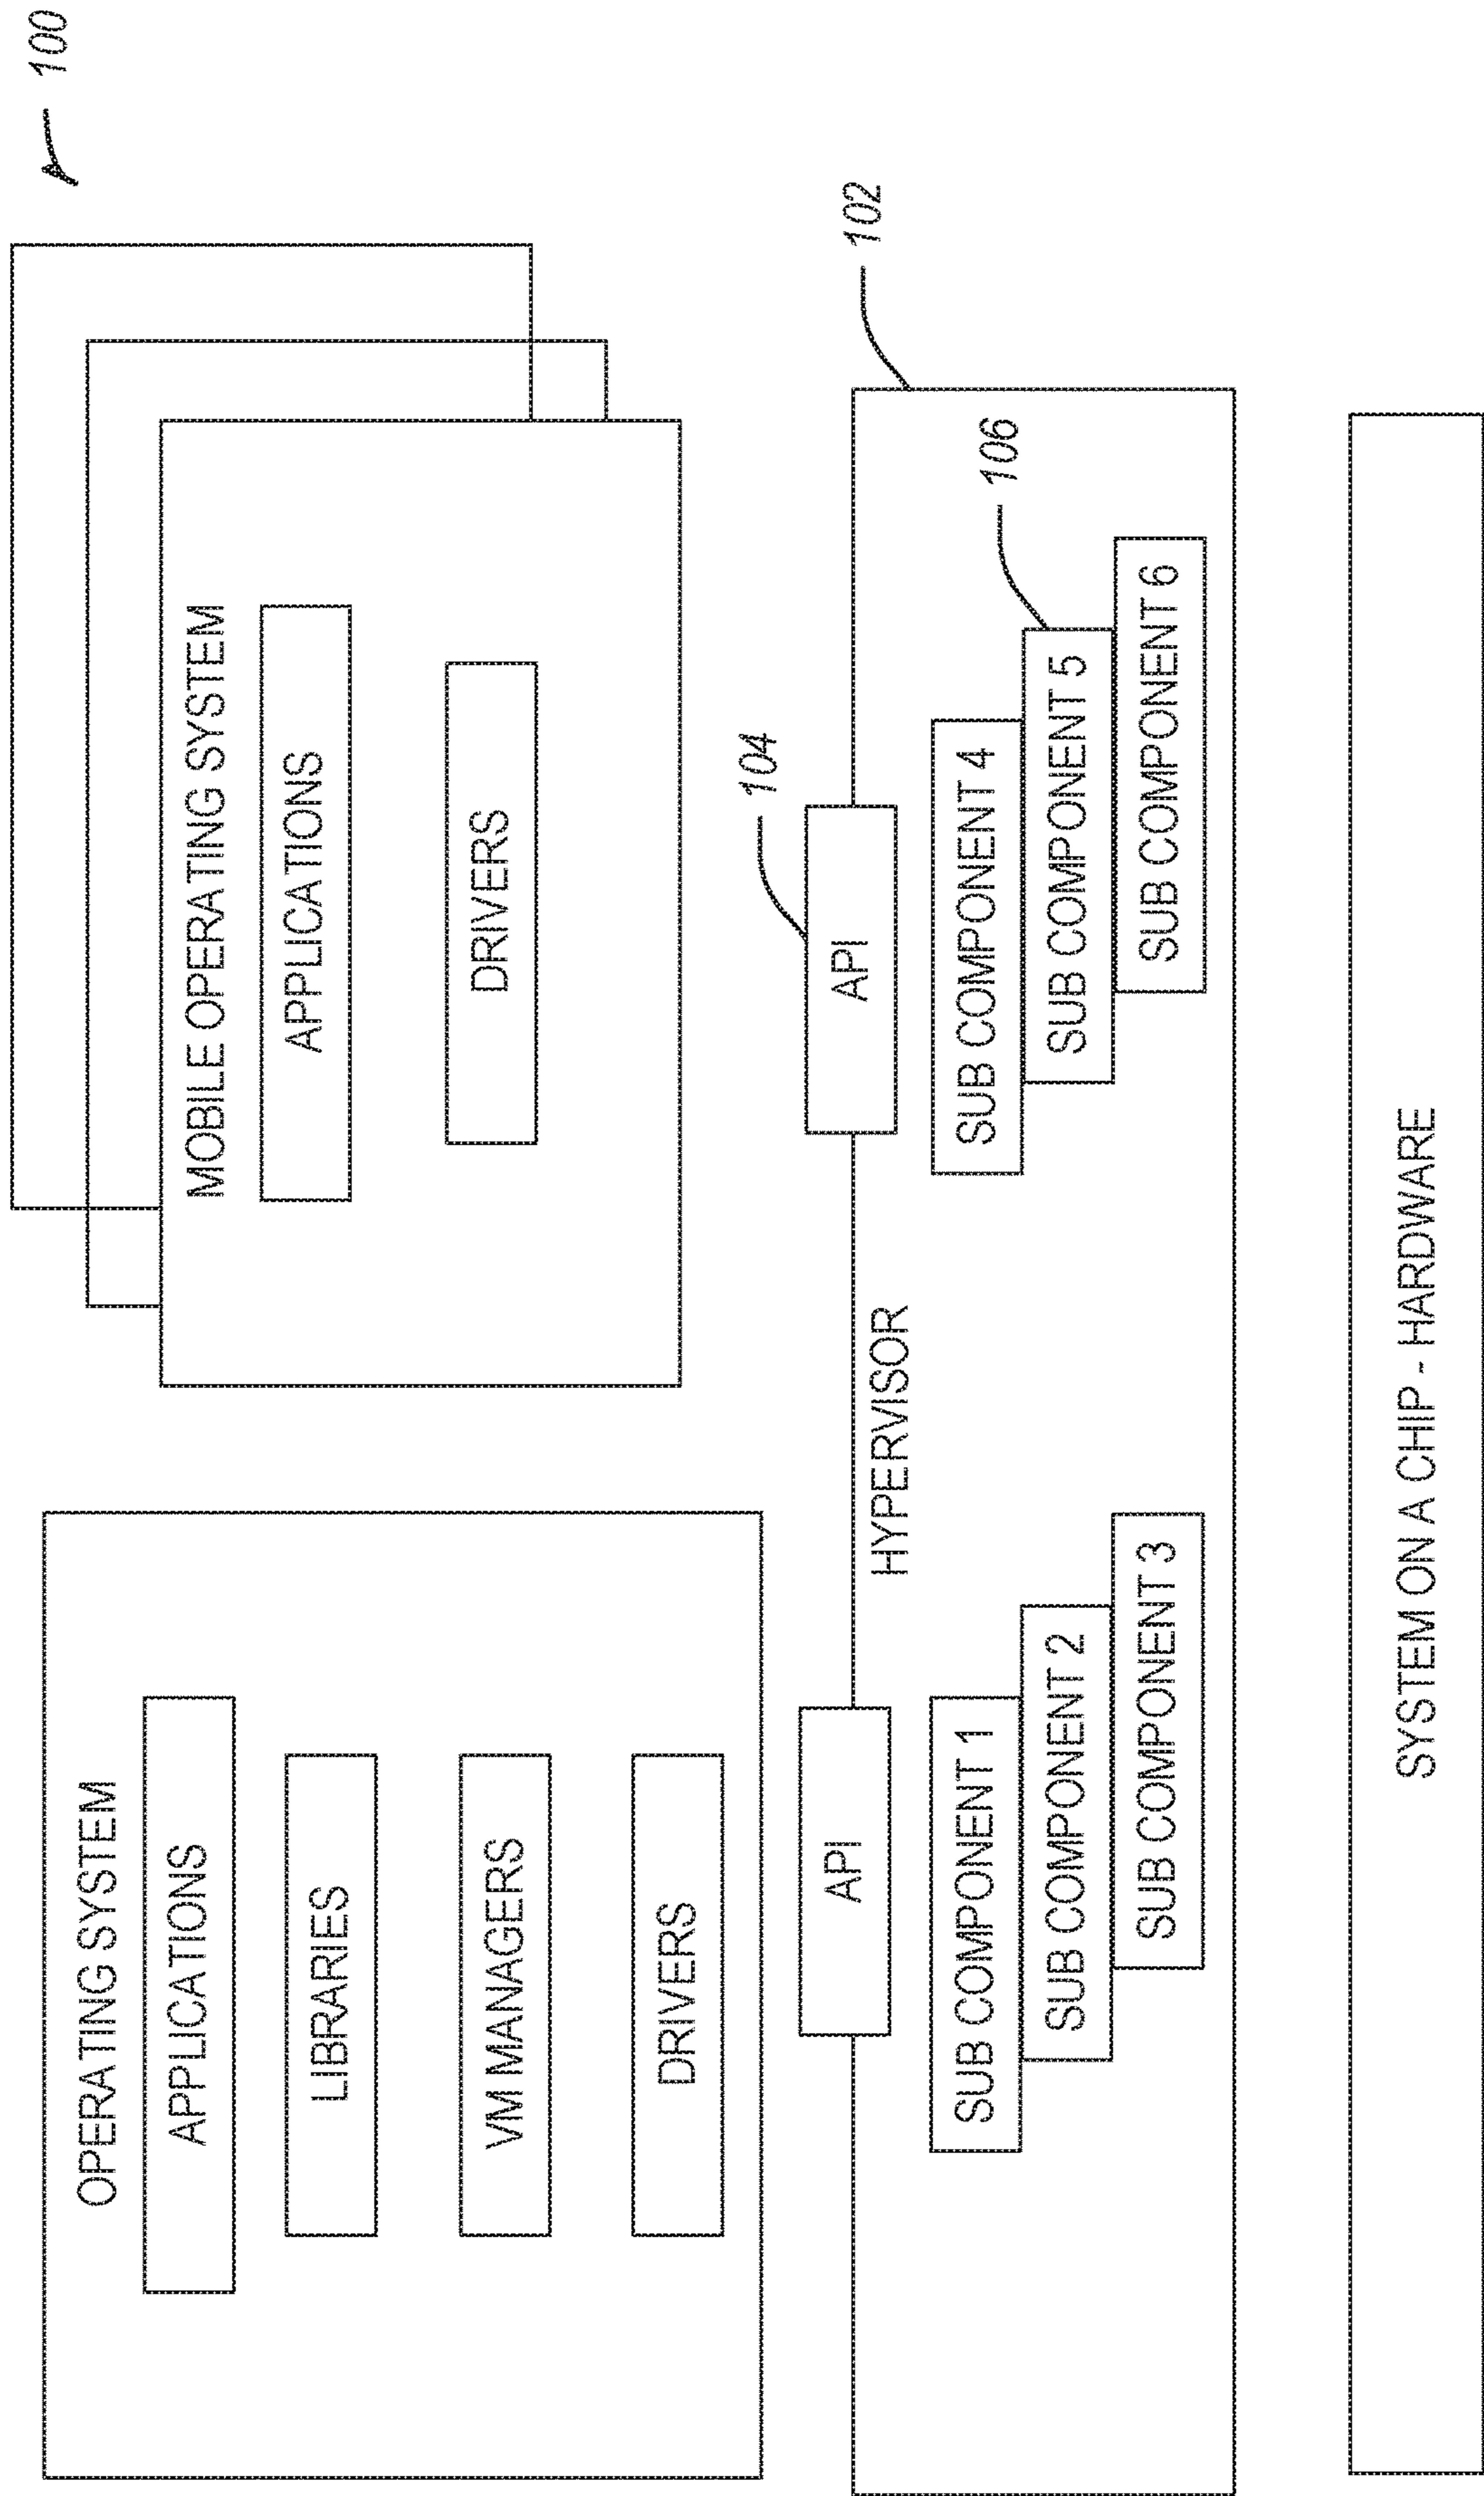 100
OPERATING SYSTEM
APPLICATIONS
LIBRARIES
VM MANAGERS
DRIVERS
MOBILE OPERATING SYSTEM
APPLICATIONS
DRIVERS
104
API
API
102
HYPERVISOR
SUB COMPONENT 1
SUB COMPONENT 2
SUB COMPONENT 3
106
SUB COMPONENT 4
SUB COMPONENT 5
SUB COMPONENT 6
SYSTEM ON A CHIP - HARDWARE